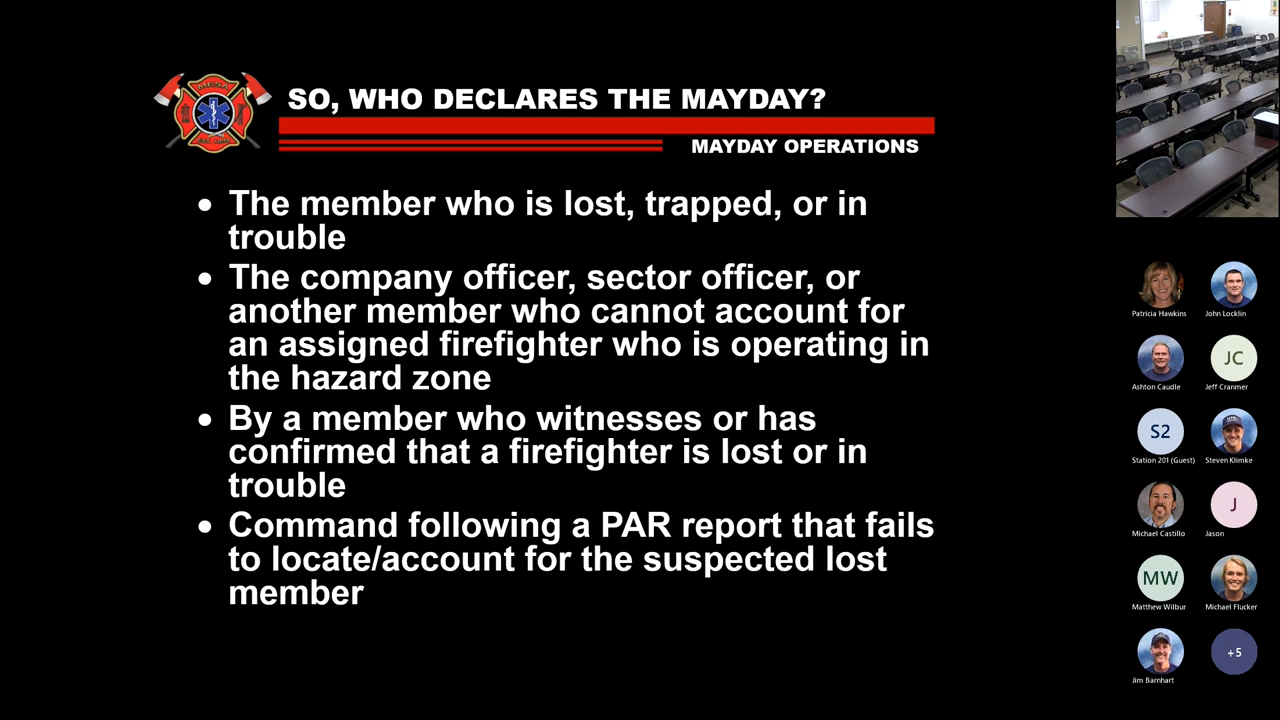 SO, WHO DECLARES THE MAYDAY?
MAYDAY OPERATIONS
• The member who is lost, trapped, or in
trouble
• The company officer, sector officer, or
another member who cannot account for
an assigned firefighter who is operating in
the hazard zone
• By a member who witnesses or has
confirmed that a firefighter is lost or in
trouble
• Command following a PAR report that fails
to locate/account for the suspected lost
member
Patricia Hawkins
John Locklin
Ashton Caudle
JC
Jeff Cranmer
S2
Station 201 (Guest)
Steven Klimke
Michael Castillo
J
Jason
MW
Matthew Wilbur
Michael Flucker
Jim Barnhart
+5